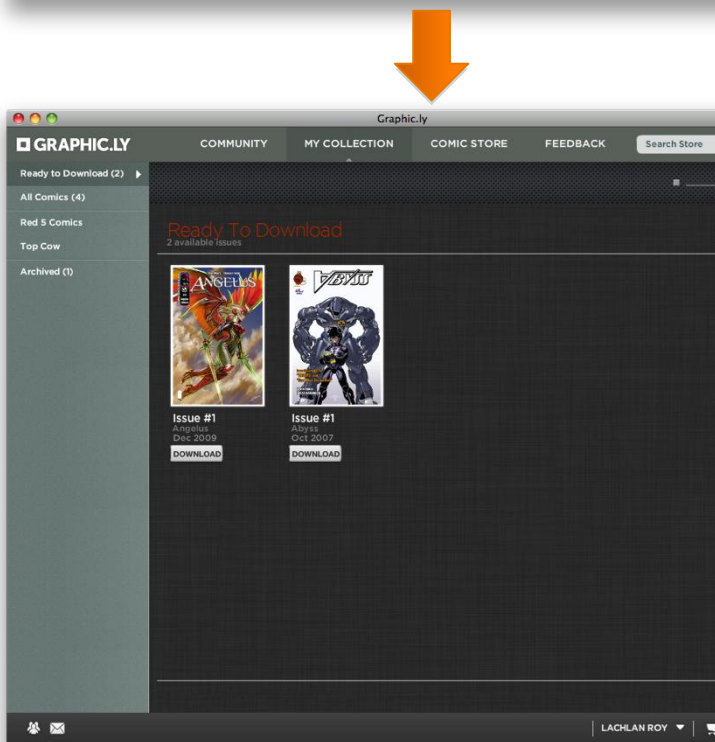 Graphic.ly
GRAPHIC.LY
COMMUNITY
MY COLLECTION
COMIC STORE
FEEDBACK
Search Store
Ready to Download (2)
All Comics (4)
Red 5 Comics
Top Cow
Archived (1)
Ready To Download
2 available issues
ANGELUS
ABYSS
Issue #1
Angelus
Dec 2009
DOWNLOAD
Issue #1
Abyss
Oct 2007
DOWNLOAD
LACHLAN ROY